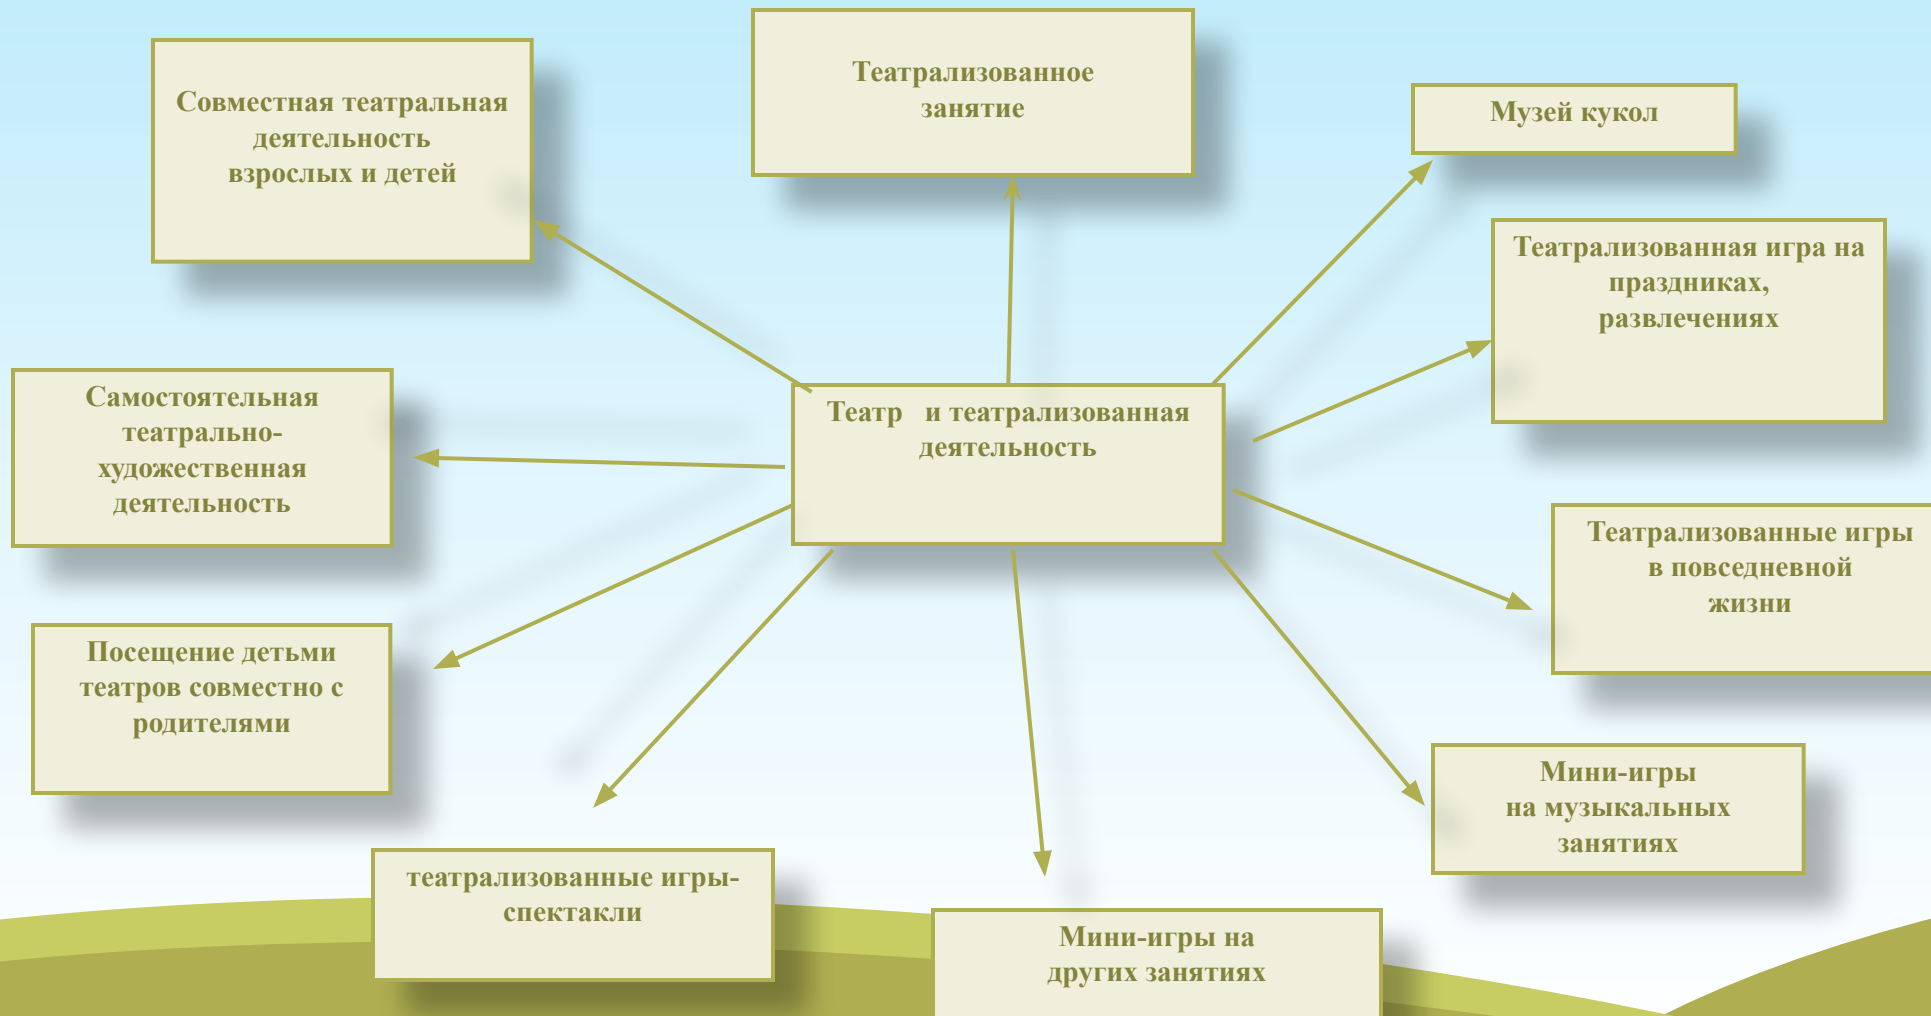 Совместная театральная
деятельность
взрослых и детей
Театрализованное
занятие
Музей кукол
Театрализованная игра на
праздниках,
развлечениях
Самостоятельная
театрально-
художественная
деятельность
Театр и театрализованная
деятельность
Театрализованные игры
в повседневной
жизни
Посещение детьми
театров совместно с
родителями
Мини-игры
на музыкальных
занятиях
театрализованные игры-
спектакли
Мини-игры на
других занятиях